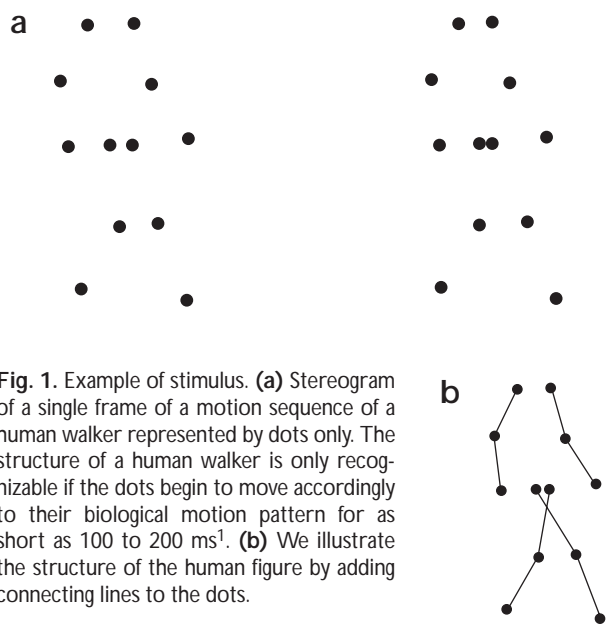 a
Fig. 1. Example of stimulus. (a) Stereogram
of a single frame of a motion sequence of a
human walker represented by dots only. The
structure of a human walker is only recog-
nizable if the dots begin to move accordingly
to their biological motion pattern for as
short as 100 to 200 ms¹. (b) We illustrate
the structure of the human figure by adding
connecting lines to the dots.
b